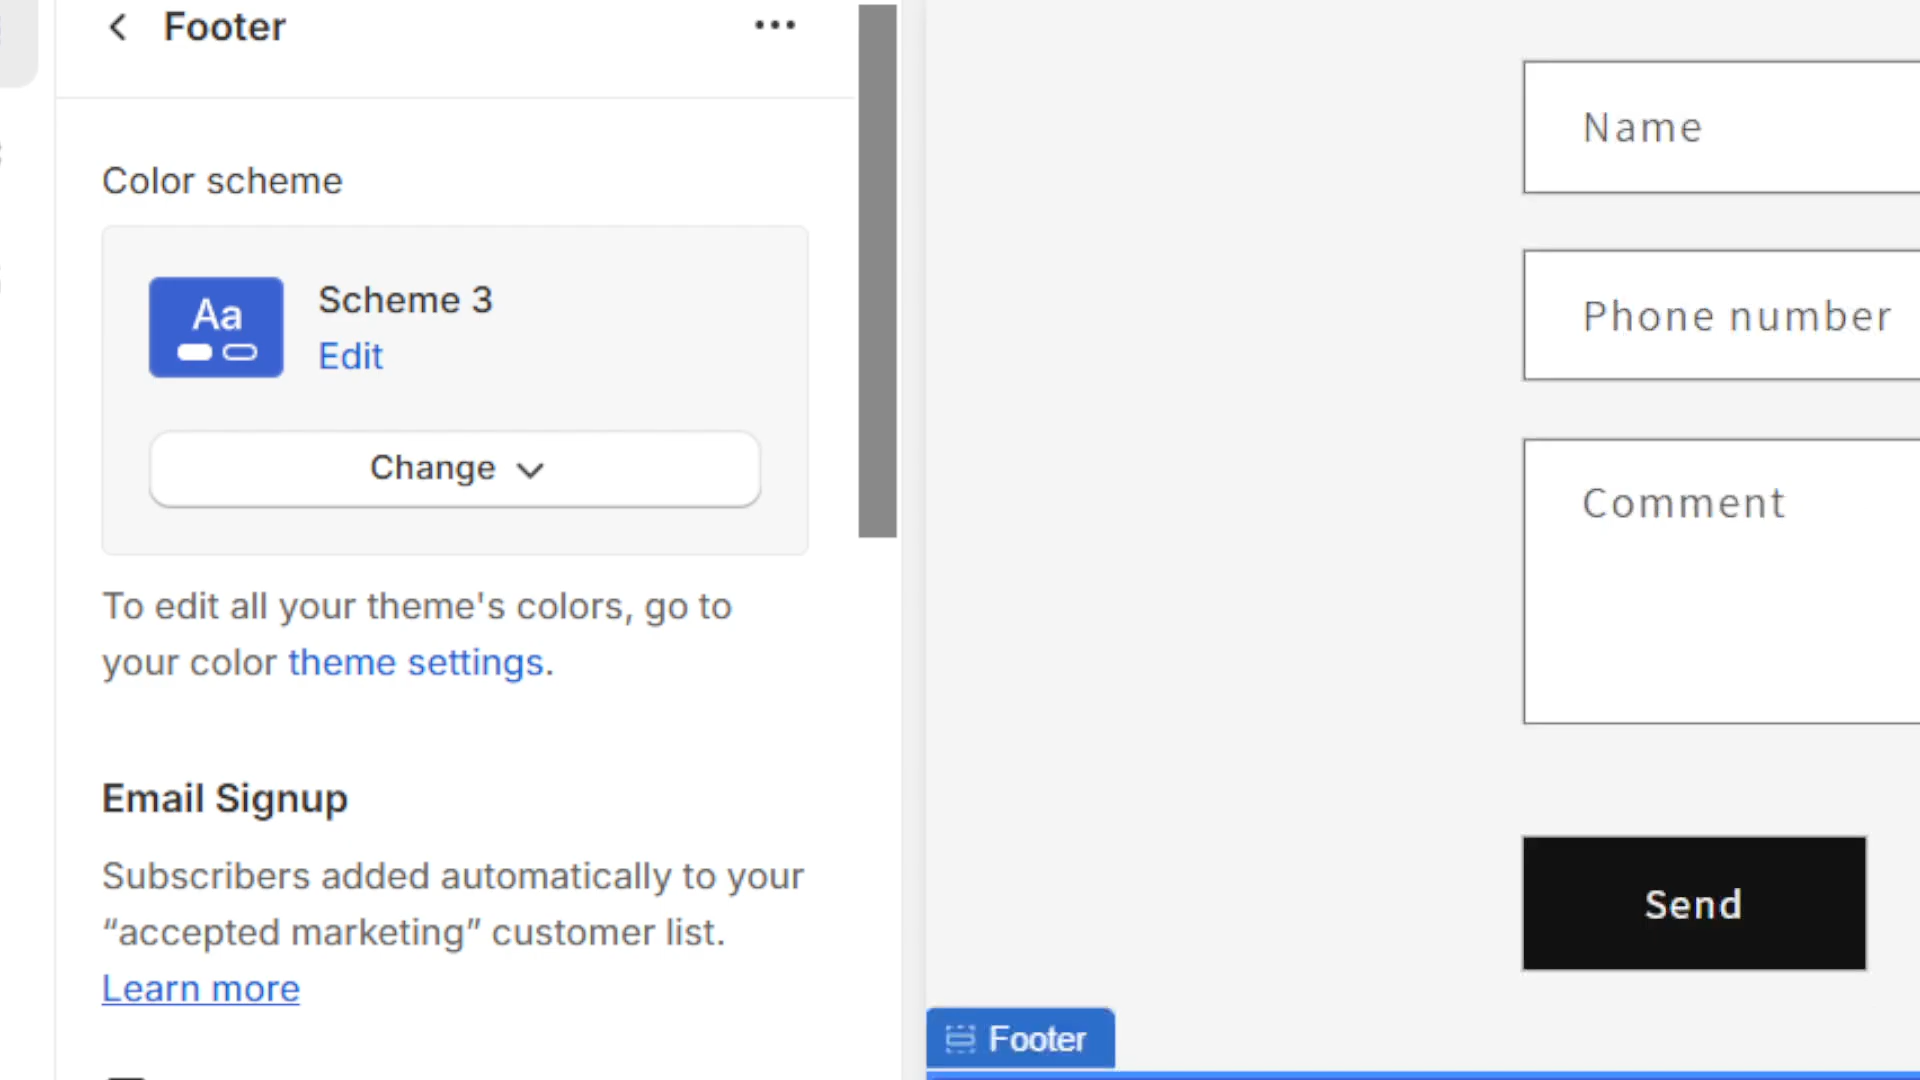 Footer
Color scheme
Aa
Scheme 3
Edit
Change
To edit all your theme's colors, go to
your color theme settings.
Email Signup
Subscribers added automatically to your
“accepted marketing” customer list.
Learn more
Name
Phone number
Comment
Send
Footer